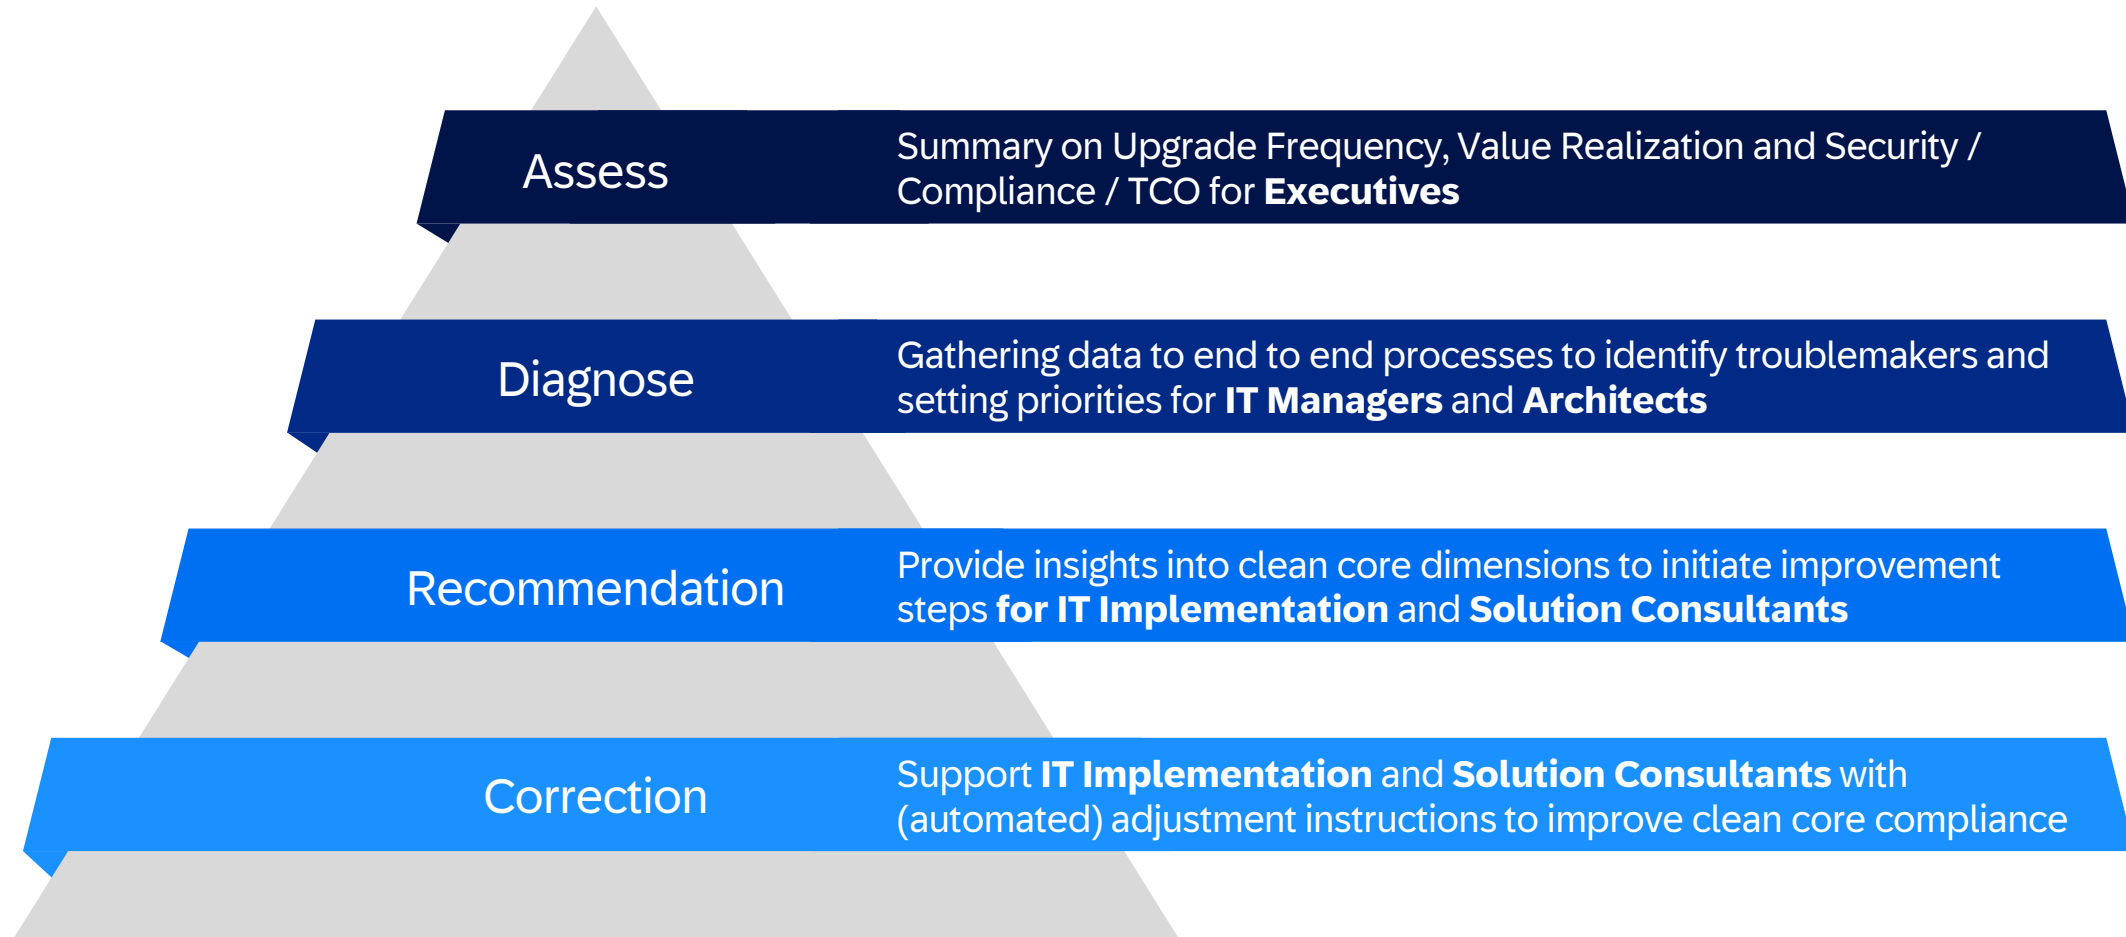 Assess
Summary on Upgrade Frequency, Value Realization and Security /
Compliance / TCO for Executives
Diagnose
Gathering data to end to end processes to identify troublemakers and
setting priorities for IT Managers and Architects
Recommendation
Provide insights into clean core dimensions to initiate improvement
steps for IT Implementation and Solution Consultants
Correction
Support IT Implementation and Solution Consultants with
(automated) adjustment instructions to improve clean core compliance